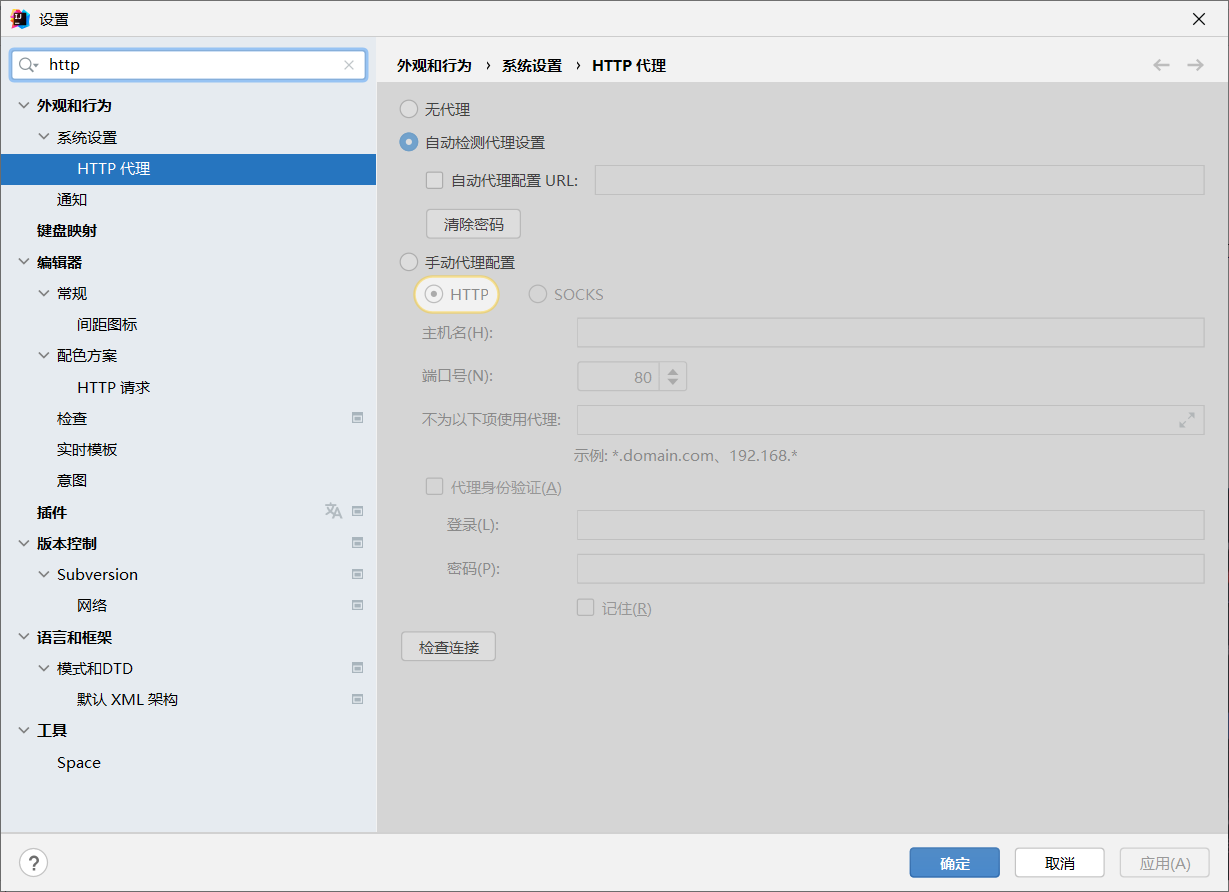 设置
http
外观和行为
系统设置
HTTP 代理
通知
键盘映射
编辑器
常规
间距图标
配色方案
HTTP 请求
检查
实时模板
意图
插件
版本控制
Subversion
网络
语言和框架
模式和DTD
默认 XML 架构
工具
Space
外观和行为 › 系统设置 › HTTP 代理
无代理
自动检测代理设置
自动代理配置 URL:
清除密码
手动代理配置
HTTP SOCKS
主机名(H):
端口号(N): 80
不为以下项使用代理:
示例: *.domain.com、192.168.*
代理身份验证(A)
登录(L):
密码(P):
记住(R)
检查连接
? 确定 取消 应用(A)